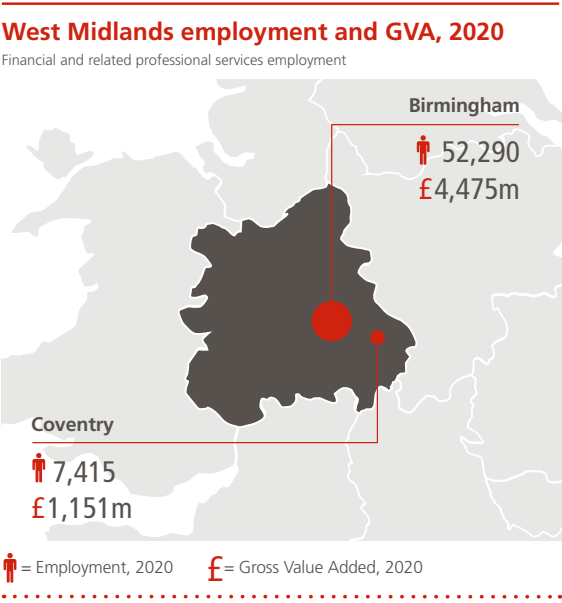 West Midlands employment and GVA, 2020
Financial and related professional services employment
Birmingham
52,290
£4,475m
Coventry
7,415
£1,151m
= Employment, 2020
£ = Gross Value Added, 2020